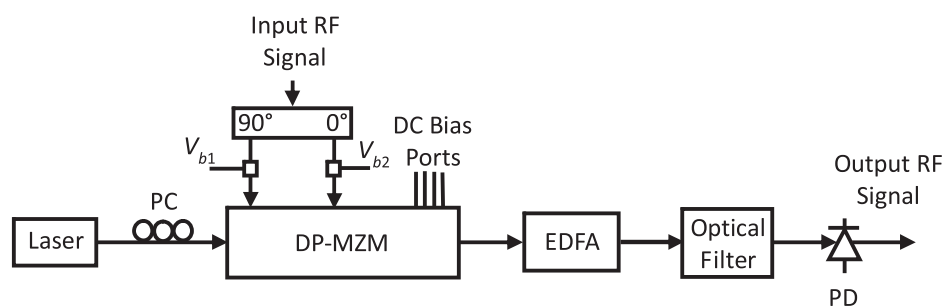 Input RF
Signal
90° 0°
DC Bias
Ports
V_b1
V_b2
Output RF
Signal
PC
Laser
DP-MZM
EDFA
Optical
Filter
PD